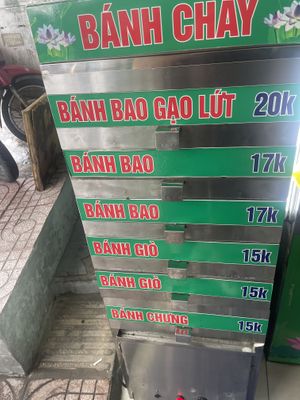 BÁNH CHAY
BÁNH BAO GẠO LỨT 20k
BÁNH BAO 17k
BÁNH BAO 17k
BÁNH GIÒ 15k
BÁNH GIÒ 15k
BÁNH CHƯNG 15k